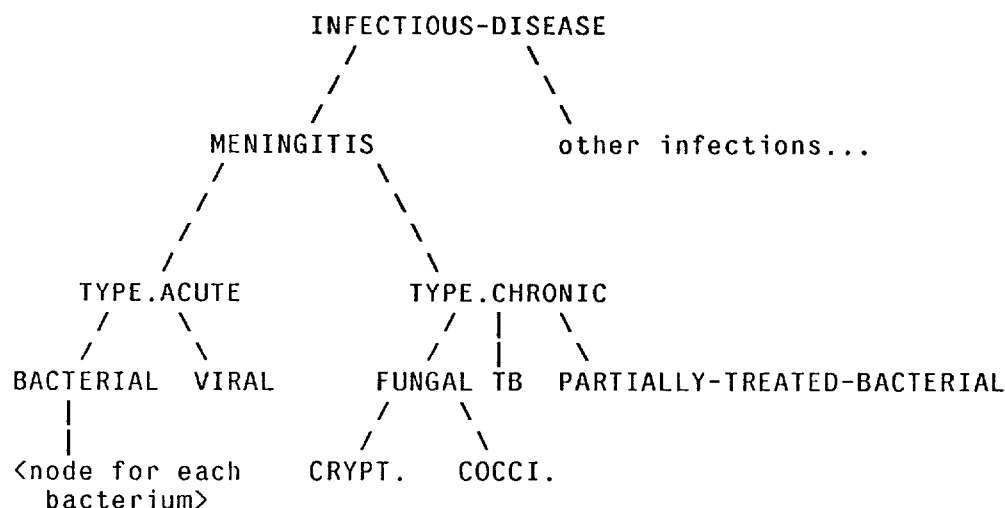 INFECTIOUS-DISEASE
MENINGITIS other infections...
TYPE.ACUTE TYPE.CHRONIC
BACTERIAL VIRAL FUNGAL TB PARTIALLY-TREATED-BACTERIAL
<node for each CRYPT. COCCI.
bacterium>